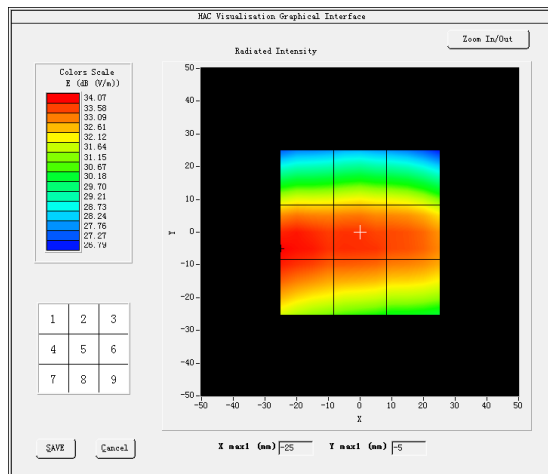 HAC Visualisation Graphical Interface
Zoom In/Out
Radiated Intensity
Colors Scale
E (dB (V/m))
34.07
33.58
33.09
32.61
32.12
31.64
31.15
30.67
30.18
29.70
29.21
28.73
28.24
27.76
27.27
26.79
50
40
30
20
10
0
-10
-20
-30
-40
-50
Y
-50 -40 -30 -20 -10 0 10 20 30 40 50
X
1 2 3
4 5 6
7 8 9
SAVE Cancel
X max1 (mm) -25 Y max1 (mm) -5